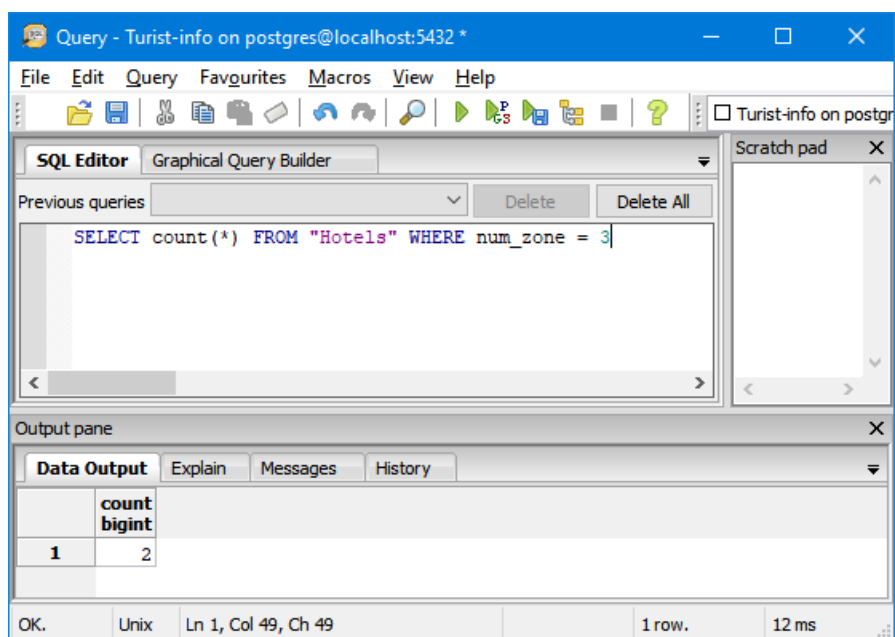 Query - Turist-info on postgres@localhost:5432 *
File Edit Query Favourites Macros View Help
Turist-info on postgr
SQL Editor Graphical Query Builder
Scratch pad
Previous queries Delete Delete All
SELECT count(*) FROM "Hotels" WHERE num_zone = 3
Output pane
Data Output Explain Messages History
count
bigint
1 2
OK. Unix Ln 1, Col 49, Ch 49 1 row. 12 ms